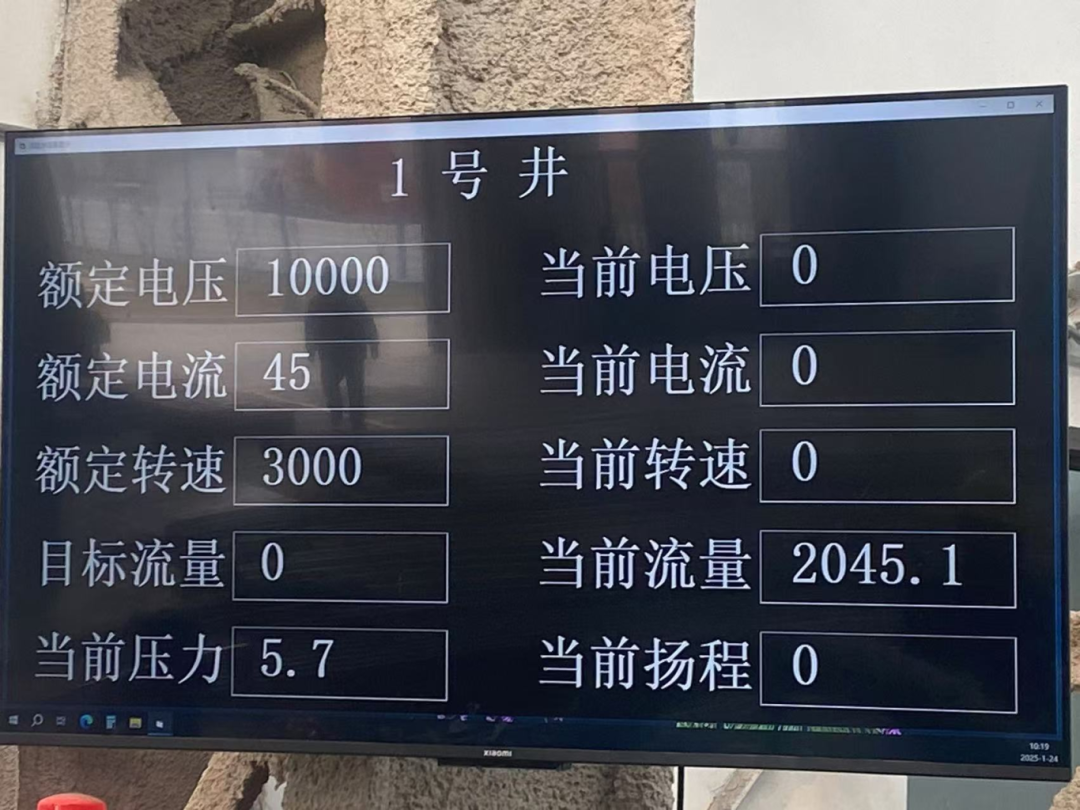 1号井
额定电压 10000 当前电压 0
额定电流 45 当前电流 0
额定转速 3000 当前转速 0
目标流量 0 当前流量 2045.1
当前压力 5.7 当前扬程 0
10:19
2025-1-24
xiaomi